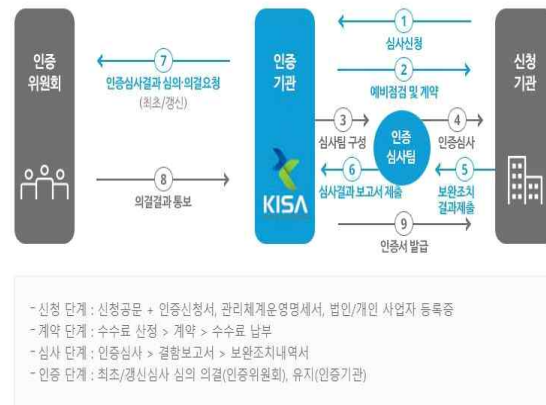 인증
위원회
7
인증심사결과 심의·의결요청
(최초/갱신)
8
의결결과 통보
인증
기관
KISA
1
심사신청
2
예비점검 및 계약
3
심사팀 구성
인증
심사팀
4
인증심사
6
심사결과 보고서 제출
5
보완조치
결과제출
9
인증서 발급
신청
기관
- 신청 단계 : 신청공문 + 인증신청서, 관리체계운영명세서, 법인/개인 사업자 등록증
- 계약 단계 : 수수료 산정 > 계약 > 수수료 납부
- 심사 단계 : 인증심사 > 결함보고서 > 보완조치내역서
- 인증 단계 : 최초/갱신심사 심의 의결(인증위원회), 유지(인증기관)